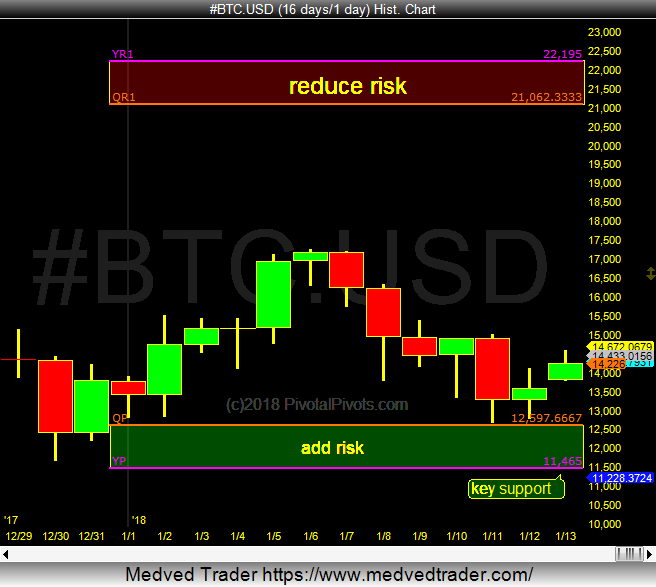 #BTC.USD (16 days/1 day) Hist. Chart
23,000
22,500
22,000
21,500
21,000
20,500
20,000
19,500
19,000
18,500
18,000
17,500
17,000
16,500
16,000
15,500
15,000
14,672.0679
14,433.0156
14,226
14,000
13,500
13,000
12,500
12,000
11,500
11,228.3724
11,000
10,500
10,000
YR1 22,195
reduce risk
QR1 21,062.3333
#BTC.USD
(c)2018 PivotalPivots.com
QP 12,597.6667
add risk
YP 11,465
key support
'17 '18
12/29 12/30 12/31 1/1 1/2 1/3 1/4 1/5 1/6 1/7 1/8 1/9 1/10 1/11 1/12 1/13
Medved Trader https://www.medvedtrader.com/